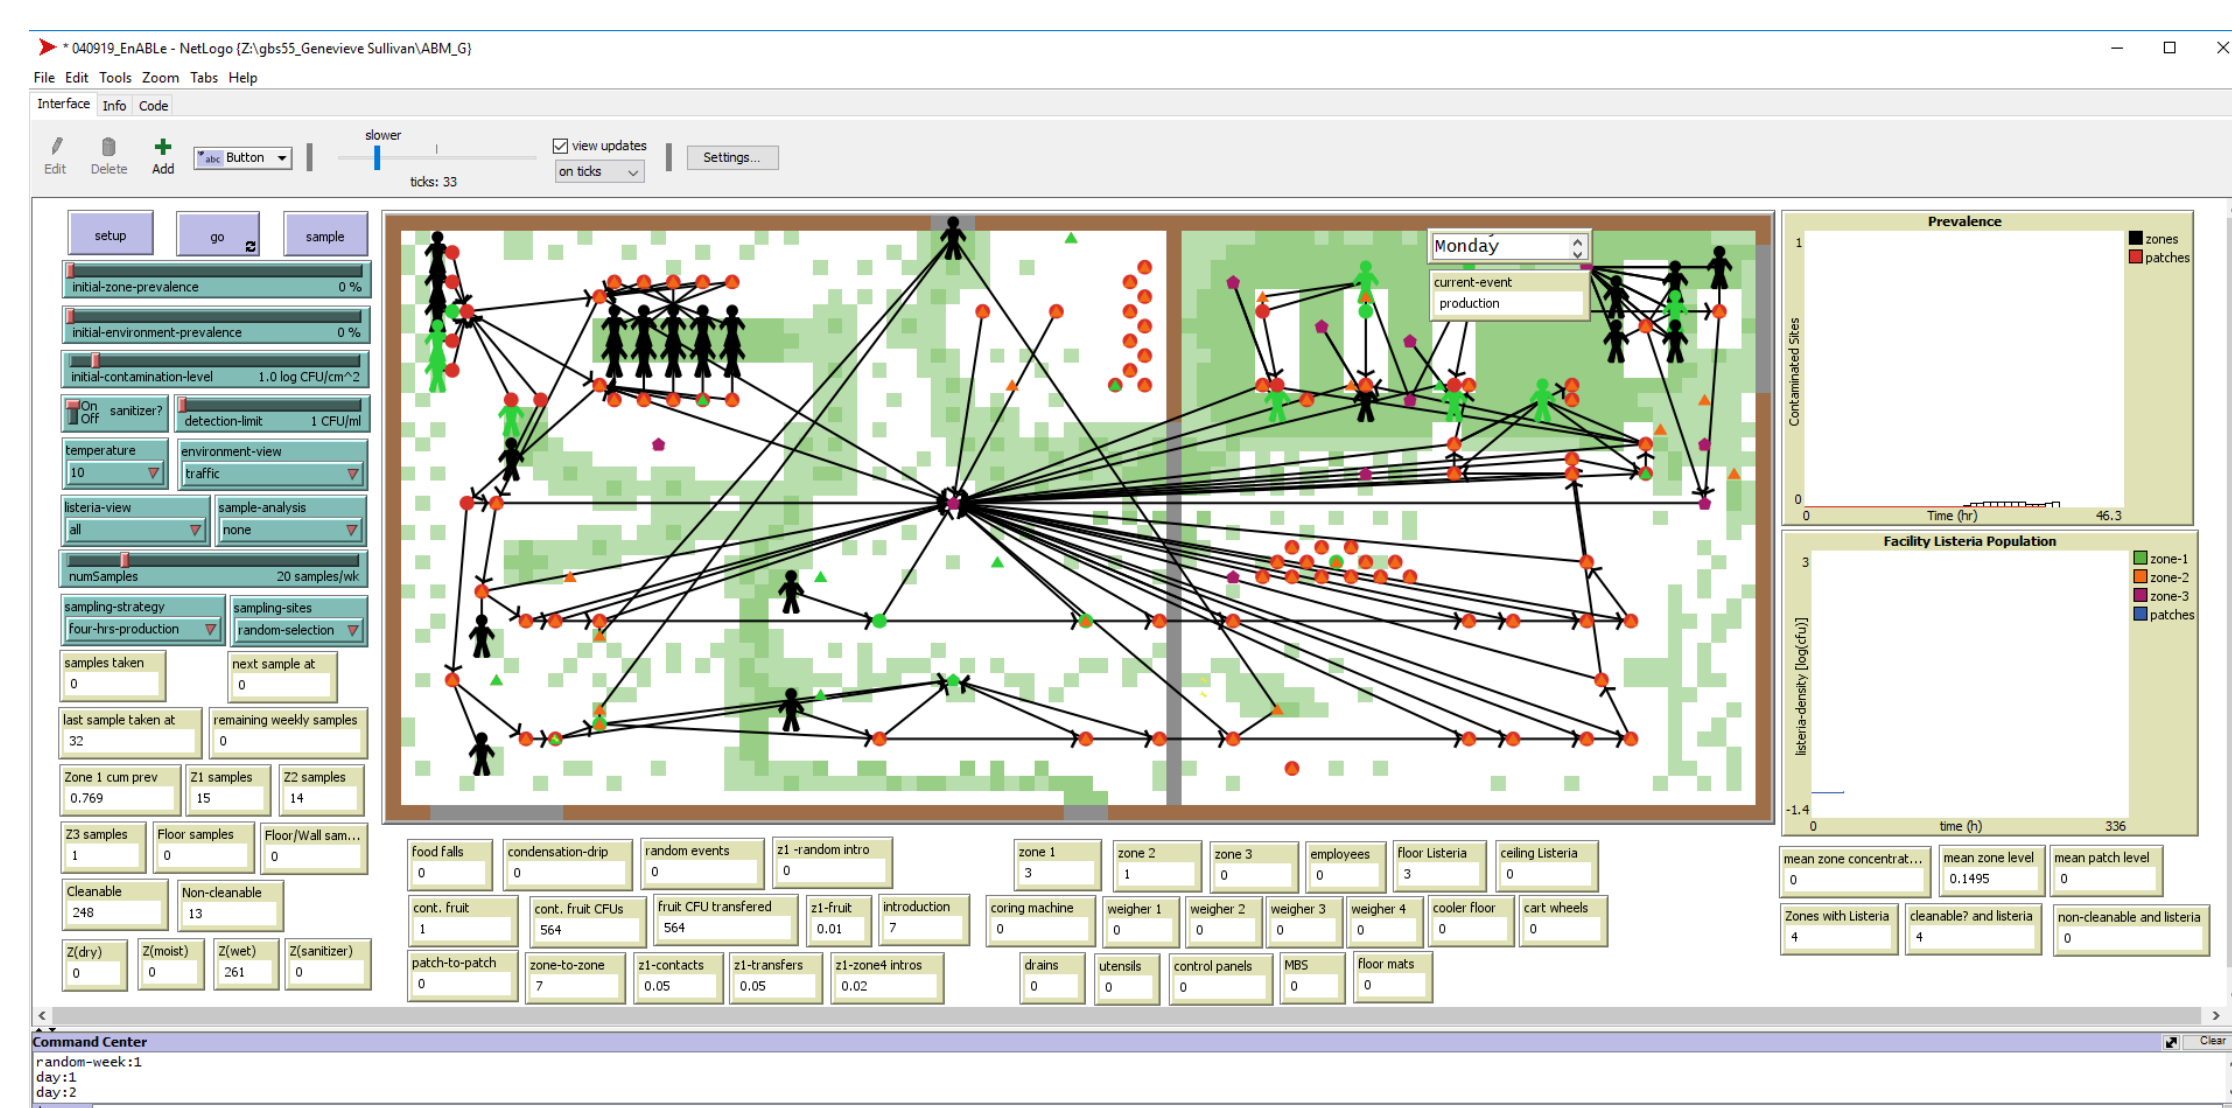 * 040919_EnABLe - NetLogo {Z:\gbs55_Genevieve Sullivan\ABM_G}
File Edit Tools Zoom Tabs Help
Interface Info Code
Edit Delete Add abc Button slower ticks: 33 view updates on ticks Settings...
setup go sample
initial-zone-prevalence 0 %
initial-environment-prevalence 0 %
initial-contamination-level 1.0 log CFU/cm^2
On Off sanitizer?
detection-limit 1 CFU/ml
temperature
10
environment-view
traffic
listeria-view
all
sample-analysis
none
numSamples 20 samples/wk
sampling-strategy
four-hrs-production
sampling-sites
random-selection
samples taken
0
next sample at
0
last sample taken at
32
remaining weekly samples
0
Zone 1 cum prev
0.769
Z1 samples
15
Z2 samples
14
Z3 samples
1
Floor samples
0
Floor/Wall sam...
0
Cleanable
248
Non-cleanable
13
Z(dry)
0
Z(moist)
0
Z(wet)
261
Z(sanitizer)
0
Monday
current-event
production
food falls
0
condensation-drip
0
random events
0
z1 -random intro
0
cont. fruit
1
cont. fruit CFUs
564
fruit CFU transfered
564
z1-fruit
0.01
introduction
7
patch-to-patch
0
zone-to-zone
7
z1-contacts
0.05
z1-transfers
0.05
z1-zone4 intros
0.02
zone 1
3
zone 2
1
zone 3
0
employees
0
floor Listeria
3
ceiling Listeria
0
coring machine
0
weigher 1
0
weigher 2
0
weigher 3
0
weigher 4
0
cooler floor
0
cart wheels
0
drains
0
utensils
0
control panels
0
MBS
0
floor mats
0
Prevalence
1
Contaminated Sites
0
0 Time (hr) 46.3
zones
patches
Facility Listeria Population
3
listeria-density [log(cfu)]
-1.4
0 time (h) 336
zone-1
zone-2
zone-3
patches
mean zone concentrat...
0
mean zone level
0.1495
mean patch level
0
Zones with Listeria
4
cleanable? and listeria
4
non-cleanable and listeria
0
Command Center Clear
random-week:1
day:1
day:2